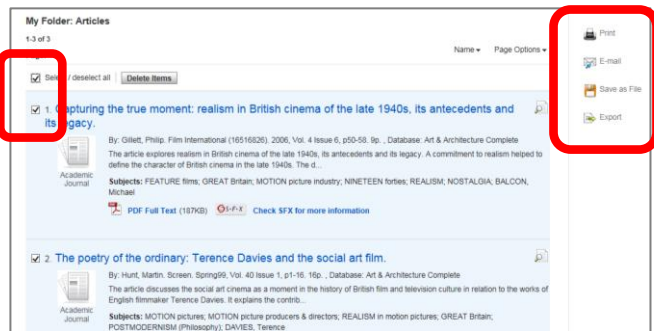 My Folder: Articles
1-3 of 3
Name Page Options
Select / deselect all Delete Items
1. Capturing the true moment: realism in British cinema of the late 1940s, its antecedents and
its legacy.
By: Gillett, Philip. Film International (16516826). 2006, Vol. 4 Issue 6, p50-58. 9p. , Database: Art & Architecture Complete
The article explores realism in British cinema of the late 1940s, its antecedents and its legacy. A commitment to realism helped to
define the character of British cinema in the late 1940s. The d...
Academic
Journal
Subjects: FEATURE films; GREAT Britain; MOTION picture industry; NINETEEN forties; REALISM; NOSTALGIA; BALCON,
Michael
PDF Full Text (187KB) S·F·X Check SFX for more information
2. The poetry of the ordinary: Terence Davies and the social art film.
By: Hunt, Martin. Screen. Spring99, Vol. 40 Issue 1, p1-16. 16p. , Database: Art & Architecture Complete
The article discusses the social art cinema as a moment in the history of British film and television culture in relation to the works of
English filmmaker Terence Davies. It explains the contrib...
Academic
Journal
Subjects: MOTION pictures; MOTION picture producers & directors; REALISM in motion pictures; GREAT Britain;
POSTMODERNISM (Philosophy); DAVIES, Terence
Print
E-mail
Save as File
Export